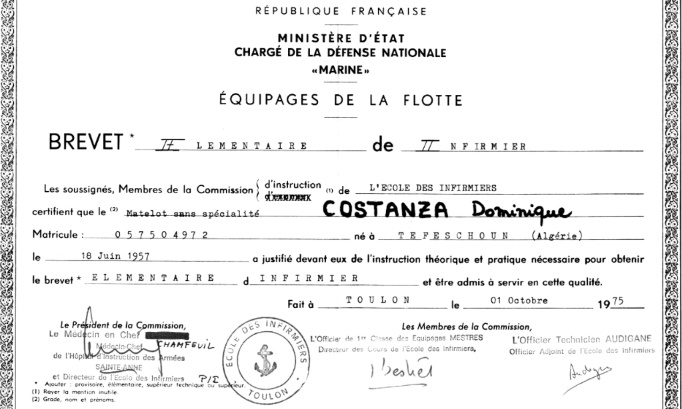 RÉPUBLIQUE FRANÇAISE
MINISTÈRE D'ÉTAT
CHARGÉ DE LA DÉFENSE NATIONALE
«MARINE»
ÉQUIPAGES DE LA FLOTTE
BREVET * LEMENTAIRE de NFIRMIER
Les soussignés, Membres de la Commission { d'instruction (1) de L'ECOLE DES INFIRMIERS
certifient que le (2) Matelot sans spécialité COSTANZA Dominique
Matricule : 057504972 né à TEFESCHOUN (Algérie)
le 18 Juin 1957 a justifié devant eux de l'instruction théorique et pratique nécessaire pour obtenir
le brevet * ELEMENTAIRE d INFIRMIER et être admis à servir en cette qualité.
Fait à TOULON le 01 Octobre 1975
Le Président de la Commission,
Le Médecin en Chef
Médecin-Chef CHAMFEUIL
de l'Hôpital d'Instruction des Armées
SAINTE ANNE
et Directeur de l'Ecole des Infirmiers P/I
ÉCOLE DES INFIRMIERS
TOULON
Les Membres de la Commission,
L'Officier de 1er Classe des Equipages MESTRES
Directeur des Cours de l'Ecole des Infirmiers,
L'Officier Technicien AUDIGANE
Officier Adjoint de l'Ecole des Infirmiers
* Ajouter : provisoire, élémentaire, supérieur technique ou supérieur.
(1) Rayer la mention inutile.
(2) Grade, nom et prénoms.